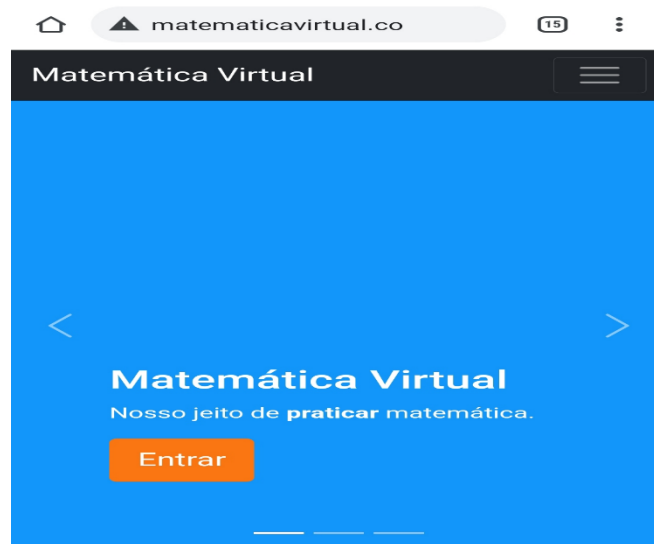 matematicavirtual.co
15
Matemática Virtual
Matemática Virtual
Nosso jeito de praticar matemática.
Entrar